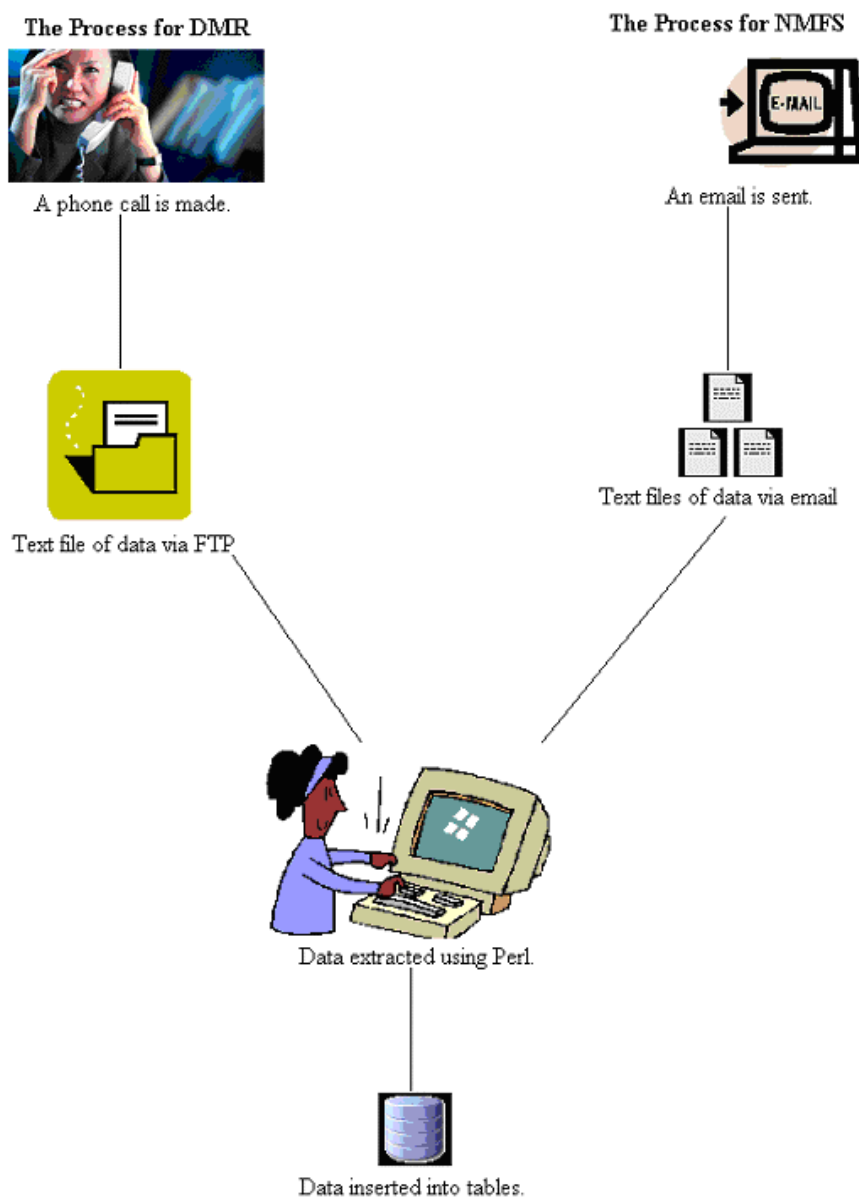 The Process for DMR
The Process for NMFS
E-MAIL
A phone call is made.
An email is sent.
Text file of data via FTP
Text files of data via email
Data extracted using Perl.
Data inserted into tables.